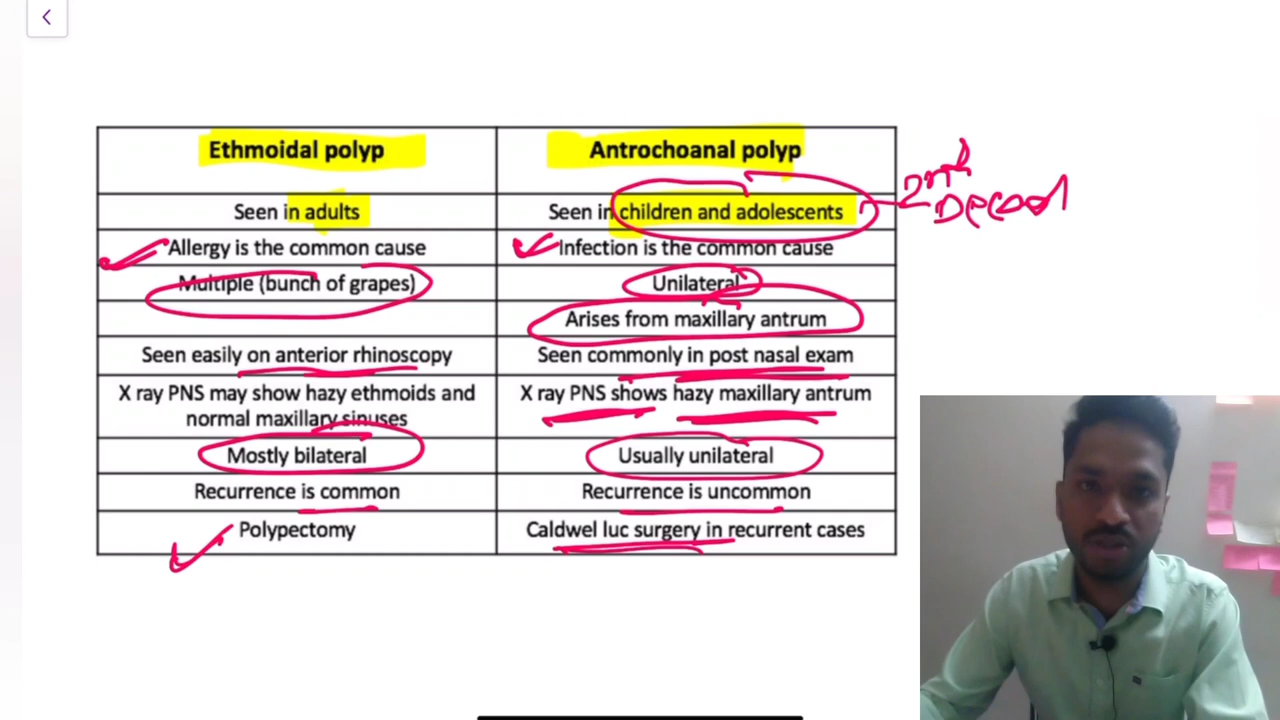 Ethmoidal polyp
Antrochoanal polyp
Seen in adults
Seen in children and adolescents
2nd
Allergy is the common cause
Infection is the common cause
Multiple (bunch of grapes)
Unilateral
Arises from maxillary antrum
Seen easily on anterior rhinoscopy
Seen commonly in post nasal exam
X ray PNS may show hazy ethmoids and
normal maxillary sinuses
X ray PNS shows hazy maxillary antrum
Mostly bilateral
Usually unilateral
Recurrence is common
Recurrence is uncommon
Polypectomy
Caldwel luc surgery in recurrent cases